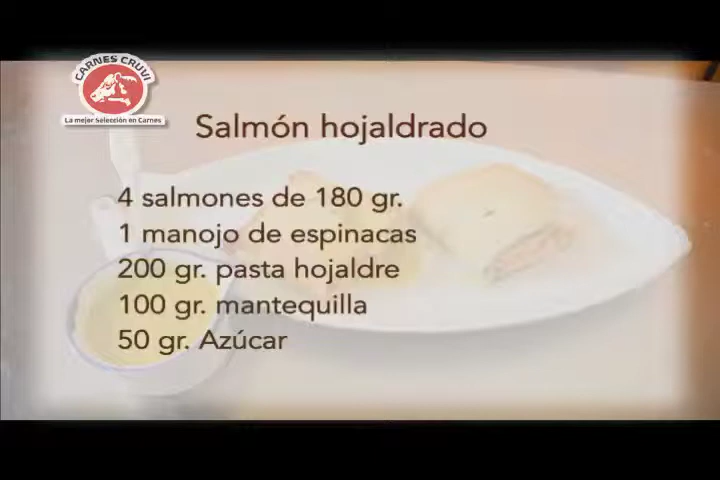 CARNES CRUVI
La mejor Selección en Carnes
Salmón hojaldrado
4 salmones de 180 gr.
1 manojo de espinacas
200 gr. pasta hojaldre
100 gr. mantequilla
50 gr. Azúcar